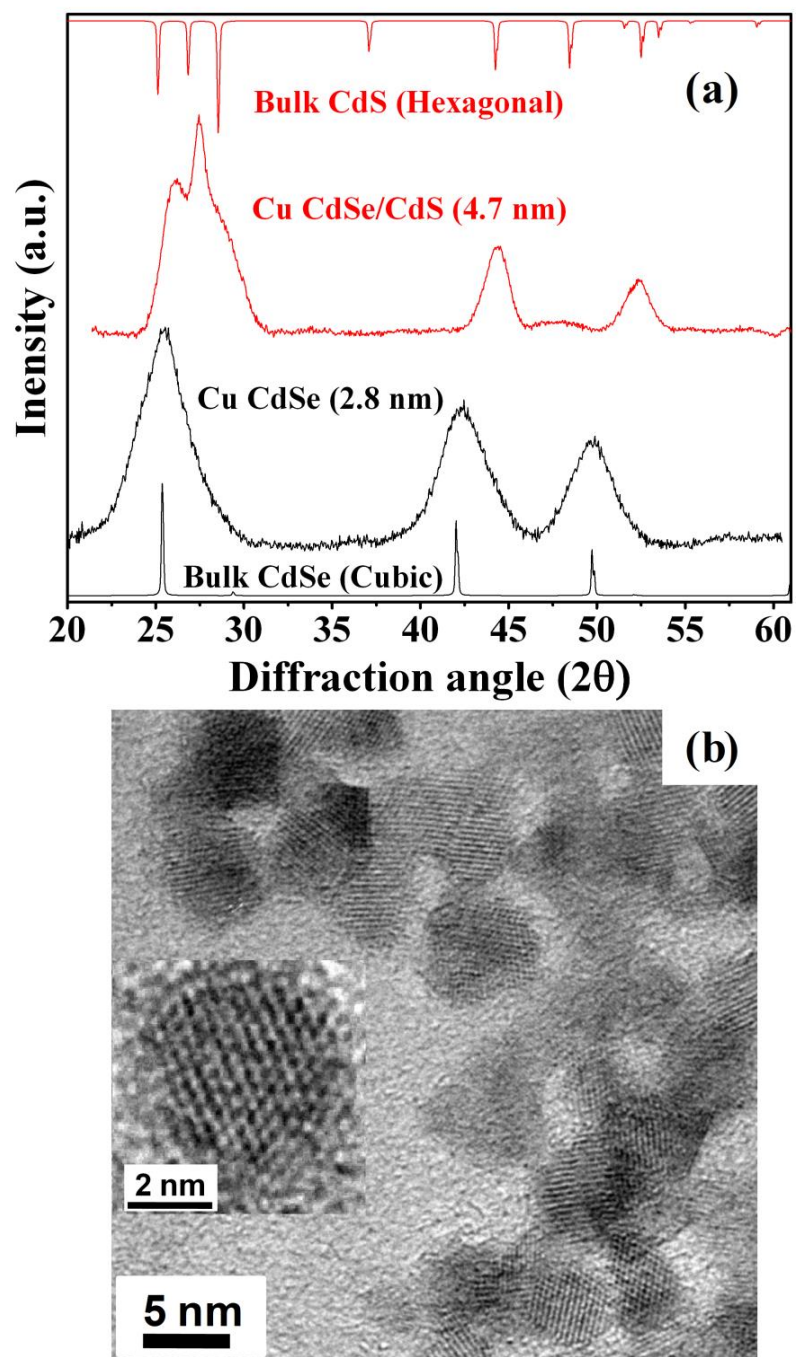 (a)
Bulk CdS (Hexagonal)
Cu CdSe/CdS (4.7 nm)
Cu CdSe (2.8 nm)
Bulk CdSe (Cubic)
Inensity (a.u.)
20 25 30 35 40 45 50 55 60
Diffraction angle (2θ)
(b)
2 nm
5 nm